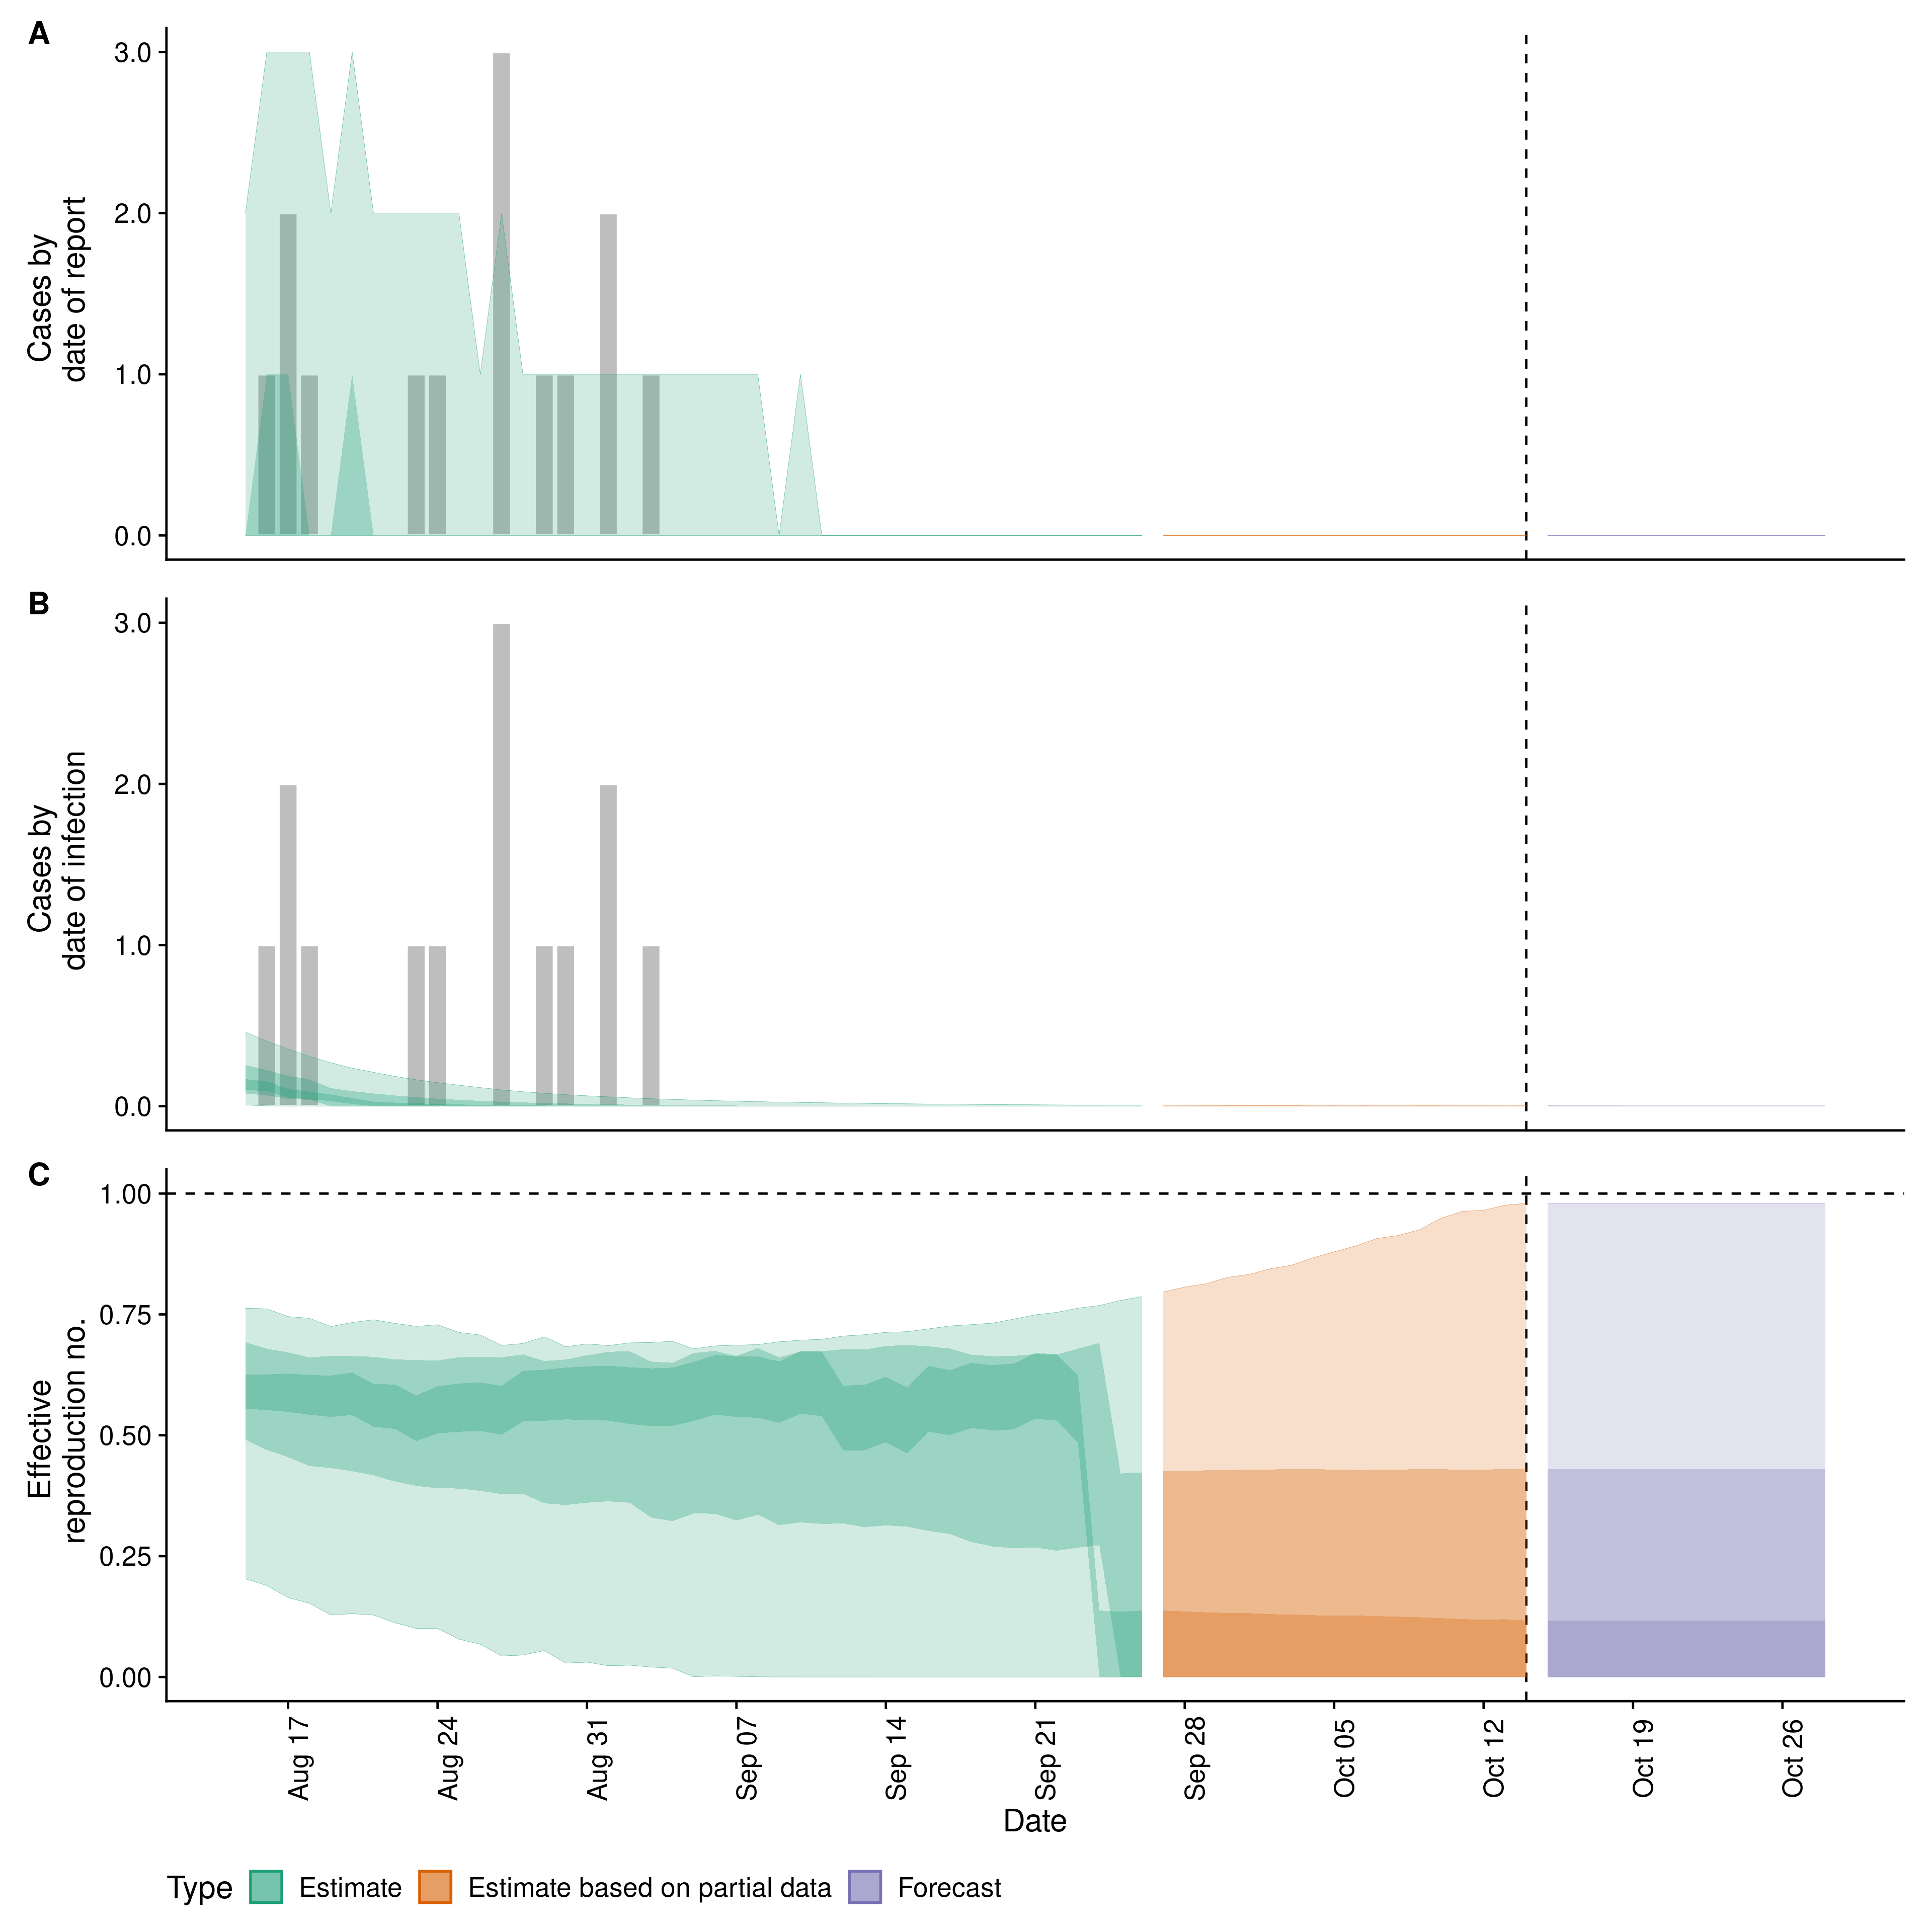 A
3.0
2.0
1.0
0.0
Cases by
date of report
B
3.0
2.0
1.0
0.0
Cases by
date of infection
C
1.00
0.75
0.50
0.25
0.00
Effective
reproduction no.
Aug 17
Aug 24
Aug 31
Sep 07
Sep 14
Sep 21
Sep 28
Oct 05
Oct 12
Oct 19
Oct 26
Date
Type Estimate Estimate based on partial data Forecast